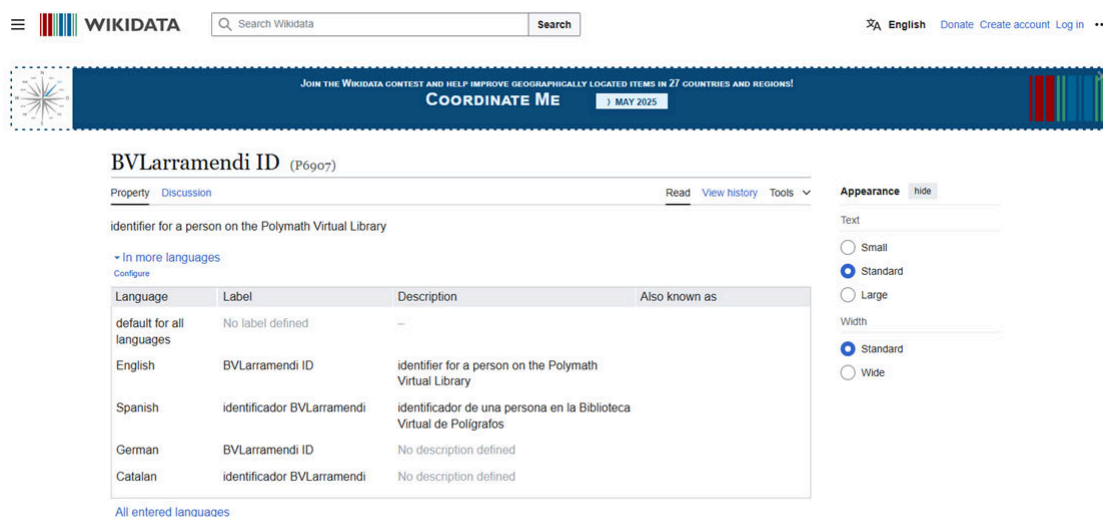 WIKIDATA
Search Wikidata
Search
English Donate Create account Log in
JOIN THE WIKIDATA CONTEST AND HELP IMPROVE GEOGRAPHICALLY LOCATED ITEMS IN 27 COUNTRIES AND REGIONS!
COORDINATE ME
⟩ MAY 2025
BVLarramendi ID (P6907)
Property Discussion
Read View history Tools
identifier for a person on the Polymath Virtual Library
In more languages
Configure
Language Label Description Also known as
default for all No label defined –
languages
English BVLarramendi ID identifier for a person on the Polymath
Virtual Library
Spanish identificador BVLarramendi identificador de una persona en la Biblioteca
Virtual de Polígrafos
German BVLarramendi ID No description defined
Catalan identificador BVLarramendi No description defined
All entered languages
Appearance hide
Text
Small
Standard
Large
Width
Standard
Wide